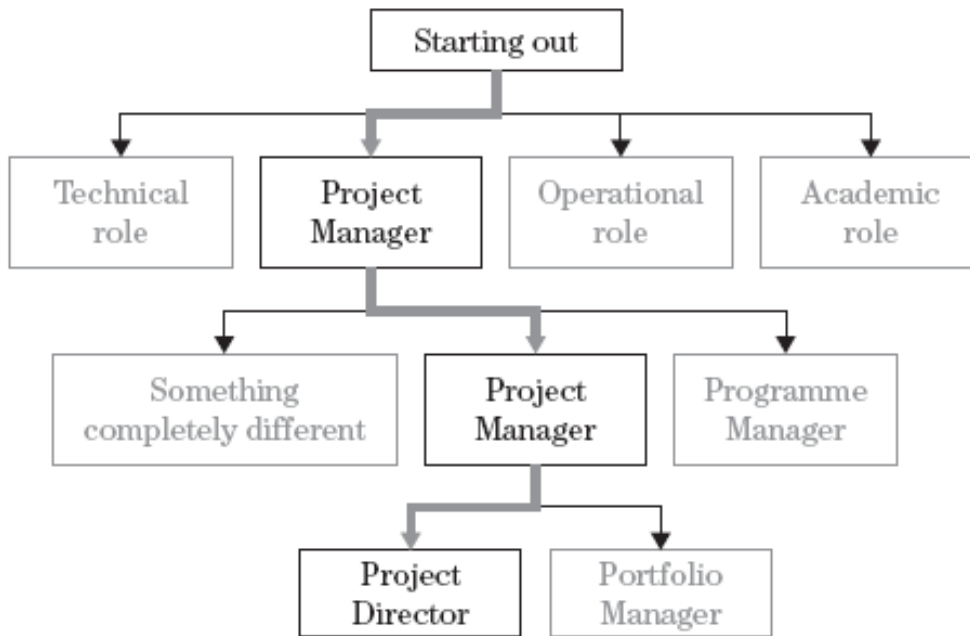 Starting out
Technical
role
Project
Manager
Operational
role
Academic
role
Something
completely different
Project
Manager
Programme
Manager
Project
Director
Portfolio
Manager